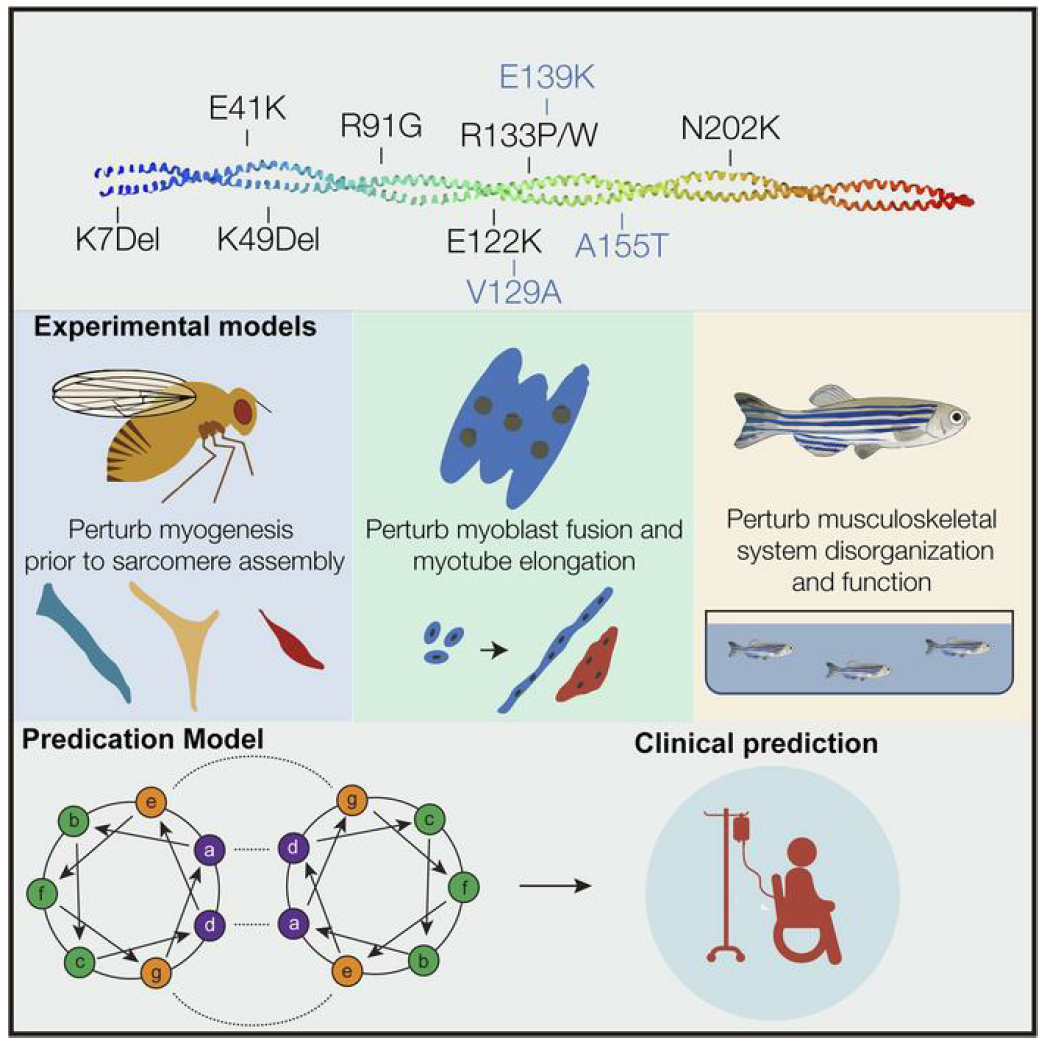 E139K
E41K
R91G
R133P/W
N202K
K7Del
K49Del
E122K
A155T
V129A
Experimental models
Perturb myogenesis
prior to sarcomere assembly
Perturb myoblast fusion and
myotube elongation
Perturb musculoskeletal
system disorganization
and function
Predication Model
Clinical prediction
e
b
a
f
d
c
g
g
c
d
f
a
b
e